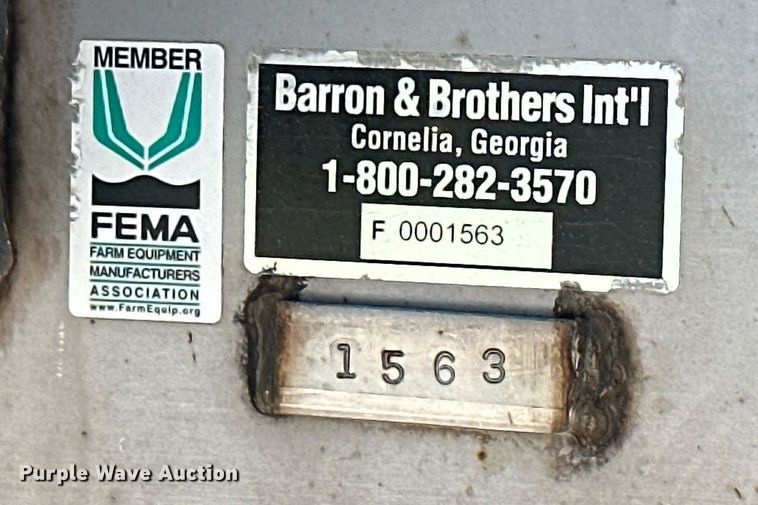 MEMBER
FEMA
FARM EQUIPMENT
MANUFACTURERS
ASSOCIATION
www.FarmEquip.org
Barron & Brothers Int'l
Cornelia, Georgia
1-800-282-3570
F 0001563
1563
Purple Wave Auction